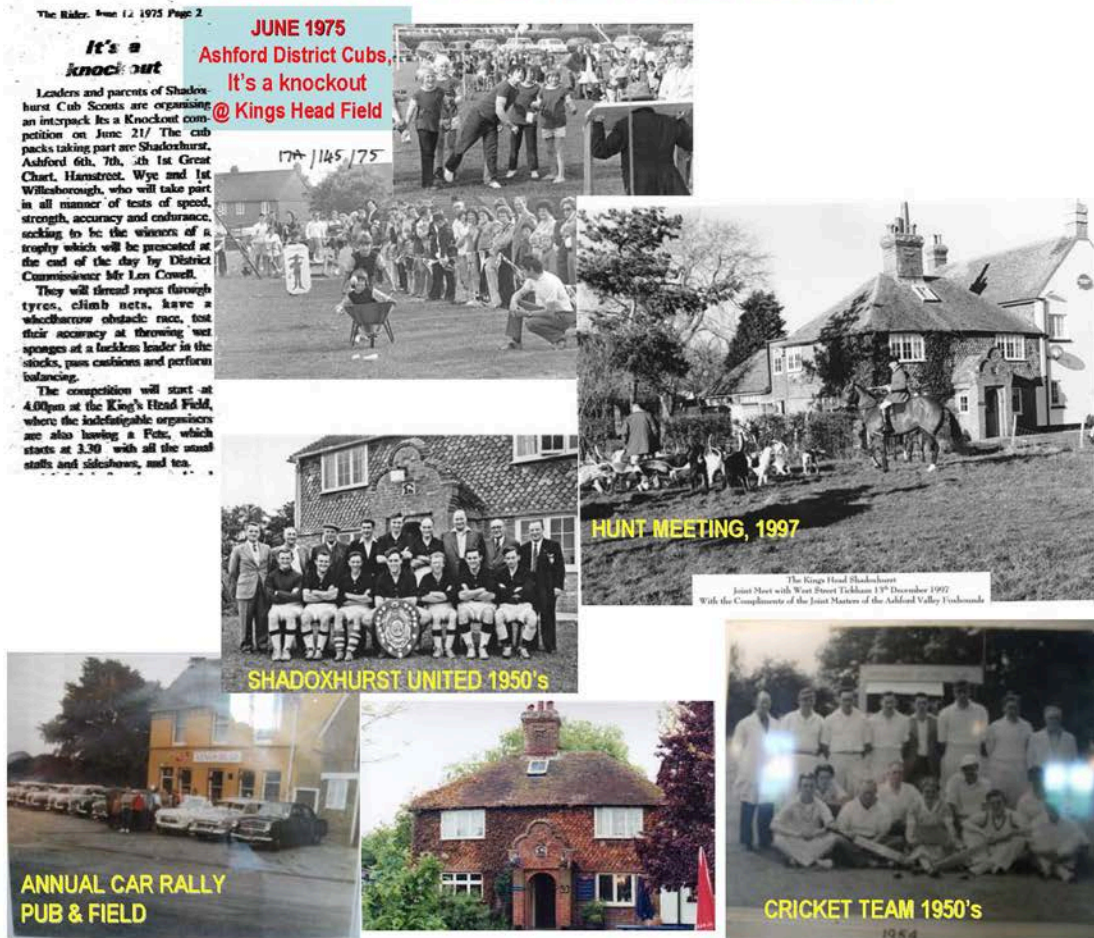 The Rider. June 12 1975 Page 2
It's a
knockout
Leaders and parents of Shadox-
hurst Cub Scouts are organising
an interpack Its a Knockout com-
petition on June 21/ The cub
packs taking part are Shadoxhurst,
Ashford 6th, 7th, 1st Great
Chart, Hamstreet, Wye and 1st
Willesborough, who will take part
in all manner of tests of speed,
strength, accuracy and endurance,
seeking to be the winners of a
trophy which will be presented at
the end of the day by District
Commissioner Mr Len Cowell.
They will thread ropes through
tyres, climb nets, have a
wheelbarrow obstacle race, test
their accuracy at throwing wet
sponges at a luckless leader in the
stocks, pass cushions and perform
balancing.
The competition will start at
4.00pm at the King's Head Field,
where the indefatigable organisers
are also having a Fete, which
starts at 3.30 with all the usual
stalls and sideshows, and tea.
JUNE 1975
Ashford District Cubs,
It's a knockout
@ Kings Head Field
17A/145/75
HUNT MEETING, 1997
The Kings Head Shadoxhurst
Joint Meet with West Street Tickham 13th December 1997
With the Compliments of the Joint Masters of the Ashford Valley Foxhounds
SHADOXHURST UNITED 1950's
ANNUAL CAR RALLY
PUB & FIELD
CRICKET TEAM 1950's
1954